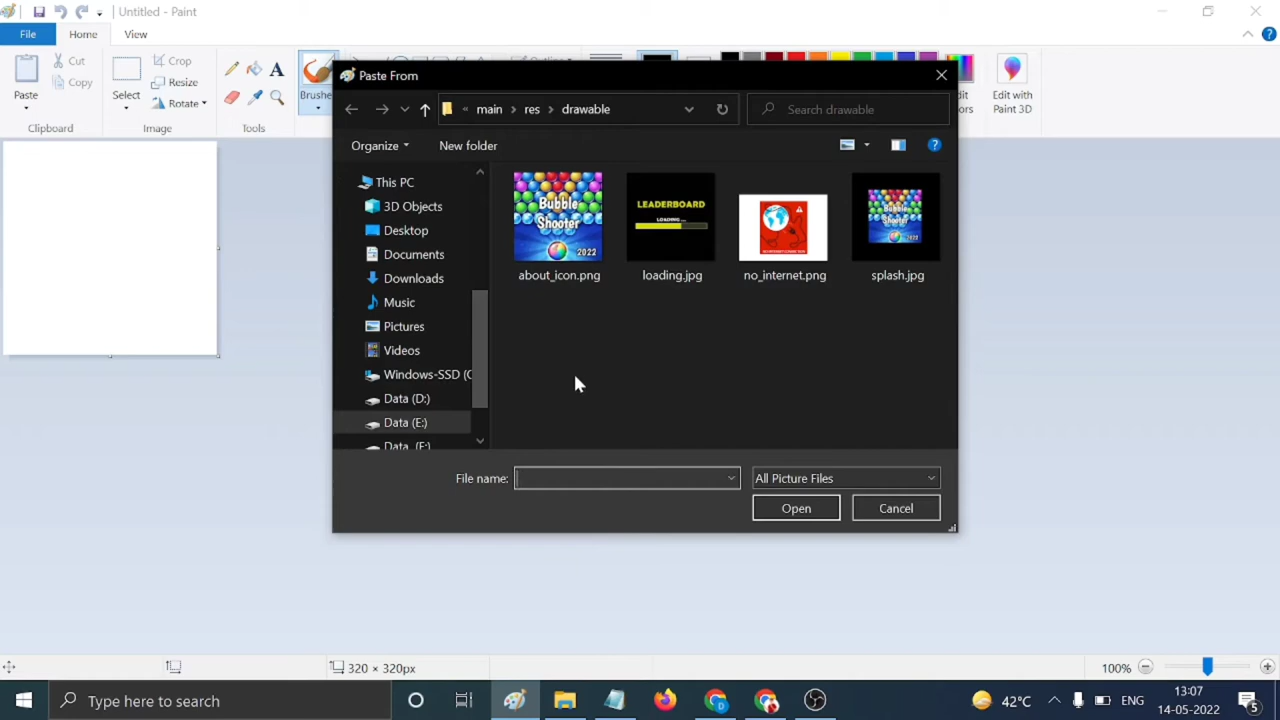 Untitled - Paint
File
Home
View
Paste
Cut
Copy
Clipboard
Select
Crop
Resize
Rotate
Image
A
Tools
Edit with
Paint 3D
Paste From
« main › res › drawable
Search drawable
Organize
New folder
This PC
3D Objects
Desktop
Documents
Downloads
Music
Pictures
Videos
Windows-SSD (C
Data (D:)
Data (E:)
Data (F:)
Bubble
Shooter
2022
about_icon.png
LEADERBOARD
LOADING...
loading.jpg
no_internet.png
Bubble
Shooter
2022
splash.jpg
File name:
All Picture Files
Open
Cancel
320 × 320px
100%
Type here to search
42°C
ENG
13:07
14-05-2022
5